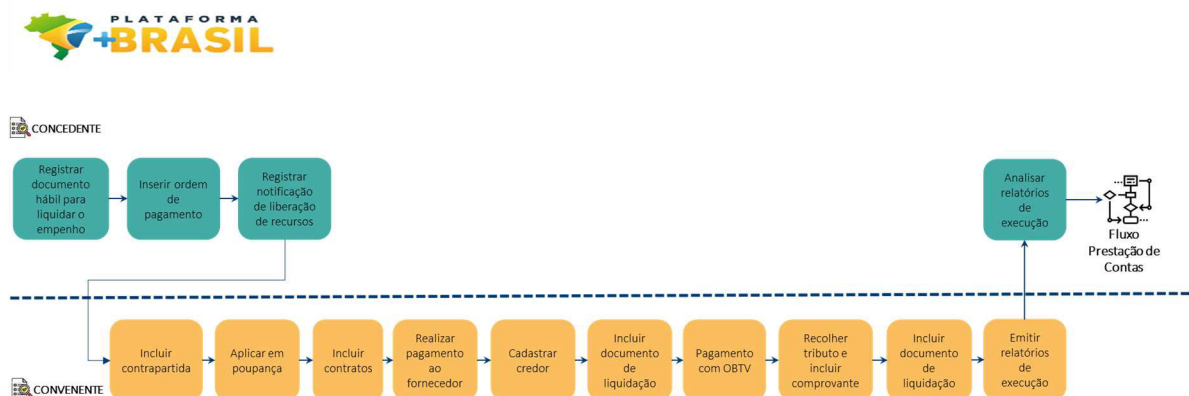 PLATAFORMA
+BRASIL
CONCEDENTE
Registrar
documento
hábil para
liquidar o
empenho
Inserir ordem
de
pagamento
Registrar
notificação
de liberação
de recursos
Analisar
relatórios
de
execução
Fluxo
Prestação de
Contas
Incluir
contrapartida
Aplicar em
poupança
Incluir
contratos
Realizar
pagamento
ao
fornecedor
Cadastrar
credor
Incluir
documento
de
liquidação
Pagamento
com OBTV
Recolher
tributo e
incluir
comprovante
Incluir
documento
de
liquidação
Emitir
relatórios
de
execução
CONVENENTE